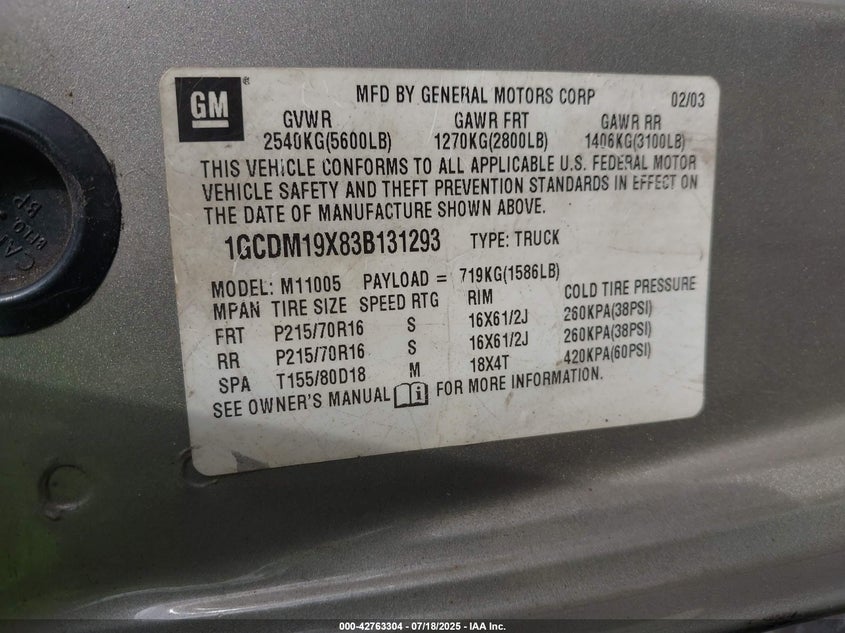 GM
®
MFD BY GENERAL MOTORS CORP 02/03
GVWR GAWR FRT GAWR RR
2540KG(5600LB) 1270KG(2800LB) 1406KG(3100LB)
THIS VEHICLE CONFORMS TO ALL APPLICABLE U.S. FEDERAL MOTOR
VEHICLE SAFETY AND THEFT PREVENTION STANDARDS IN EFFECT ON
THE DATE OF MANUFACTURE SHOWN ABOVE.
1GCDM19X83B131293 TYPE: TRUCK
MODEL: M11005 PAYLOAD = 719KG(1586LB)
MPAN TIRE SIZE SPEED RTG RIM COLD TIRE PRESSURE
FRT P215/70R16 S 16X61/2J 260KPA(38PSI)
RR P215/70R16 S 16X61/2J 260KPA(38PSI)
SPA T155/80D18 M 18X4T 420KPA(60PSI)
SEE OWNER'S MANUAL FOR MORE INFORMATION.
000-42763304 - 07/18/2025 - IAA Inc.